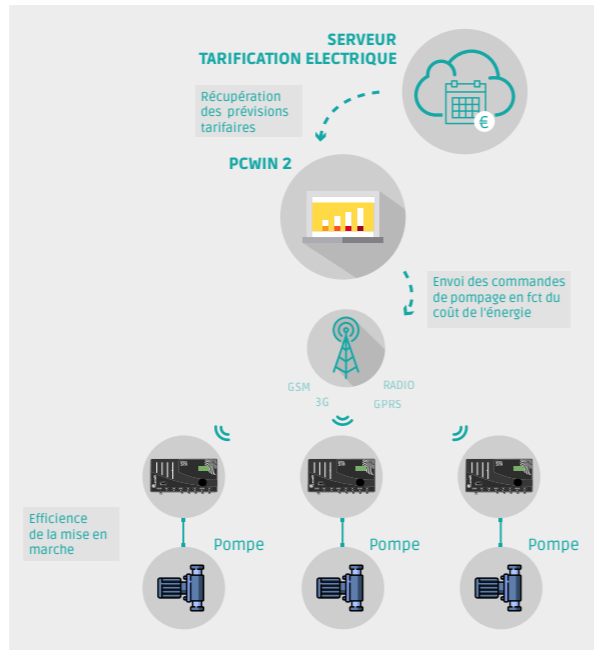 SERVEUR
TARIFICATION ELECTRIQUE
Récupération
des prévisions
tarifaires
€
PCWIN 2
Envoi des commandes
de pompage en fct du
coût de l'énergie
GSM
RADIO
3G
GPRS
Efficience
de la mise en
marche
Pompe
Pompe
Pompe